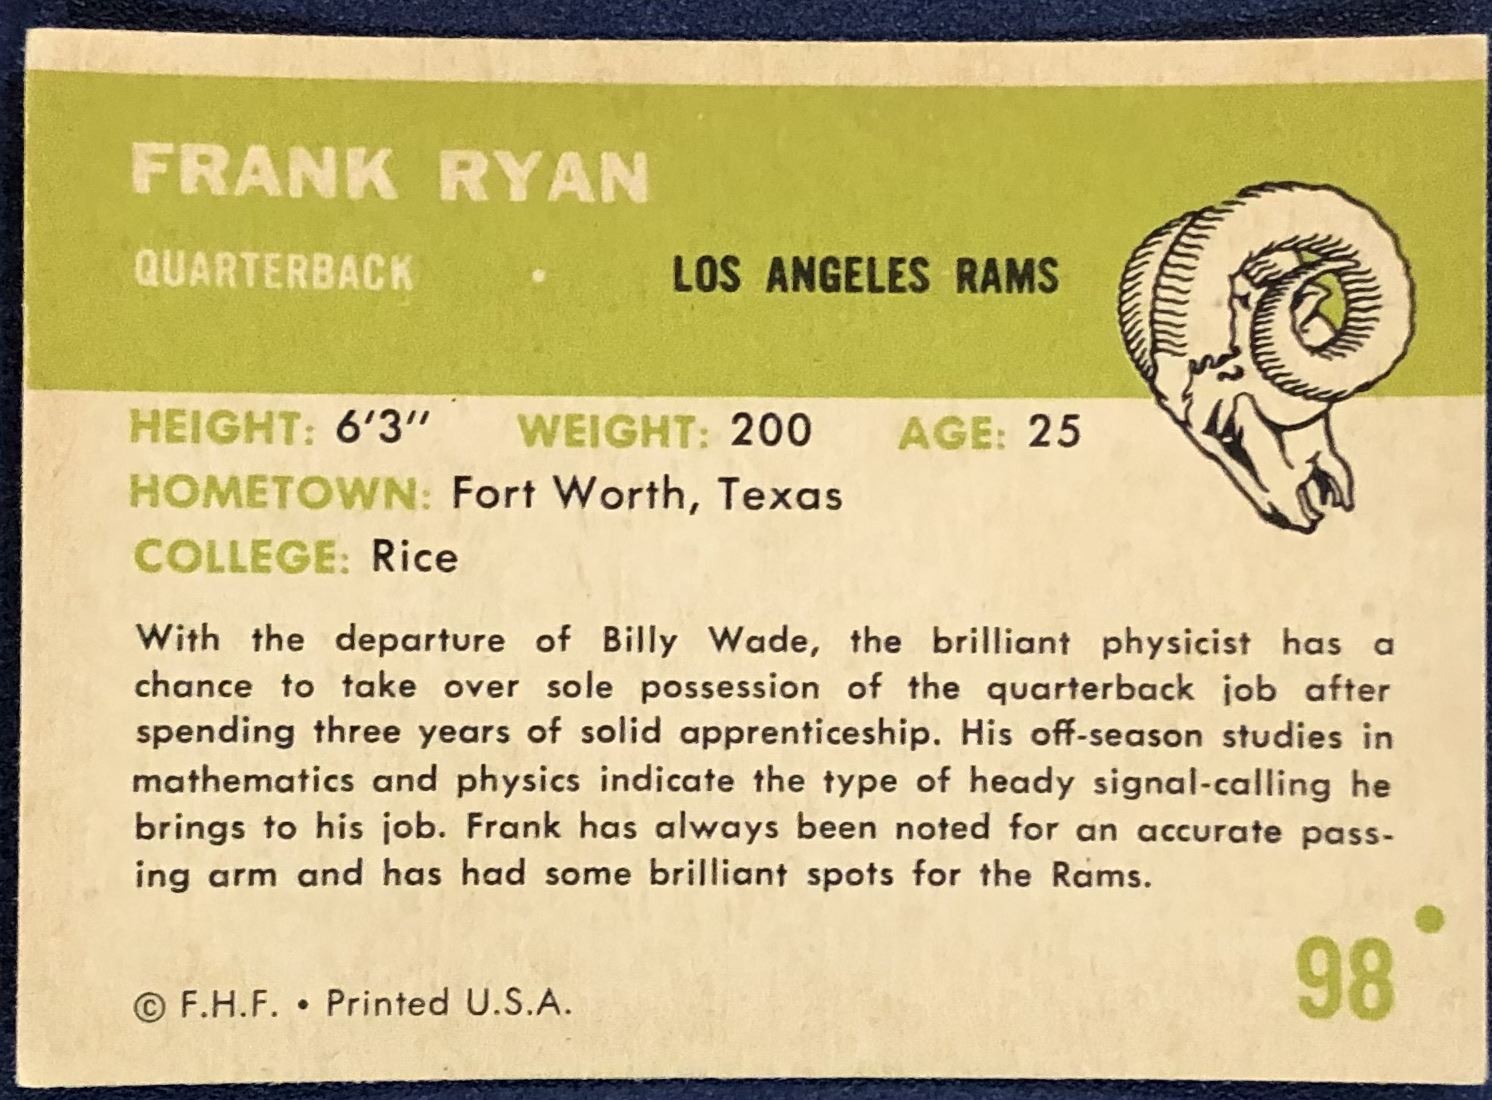 FRANK RYAN
QUARTERBACK • LOS ANGELES RAMS
HEIGHT: 6'3" WEIGHT: 200 AGE: 25
HOMETOWN: Fort Worth, Texas
COLLEGE: Rice
With the departure of Billy Wade, the brilliant physicist has a
chance to take over sole possession of the quarterback job after
spending three years of solid apprenticeship. His off-season studies in
mathematics and physics indicate the type of heady signal-calling he
brings to his job. Frank has always been noted for an accurate pass-
ing arm and has had some brilliant spots for the Rams.
98
© F.H.F. • Printed U.S.A.